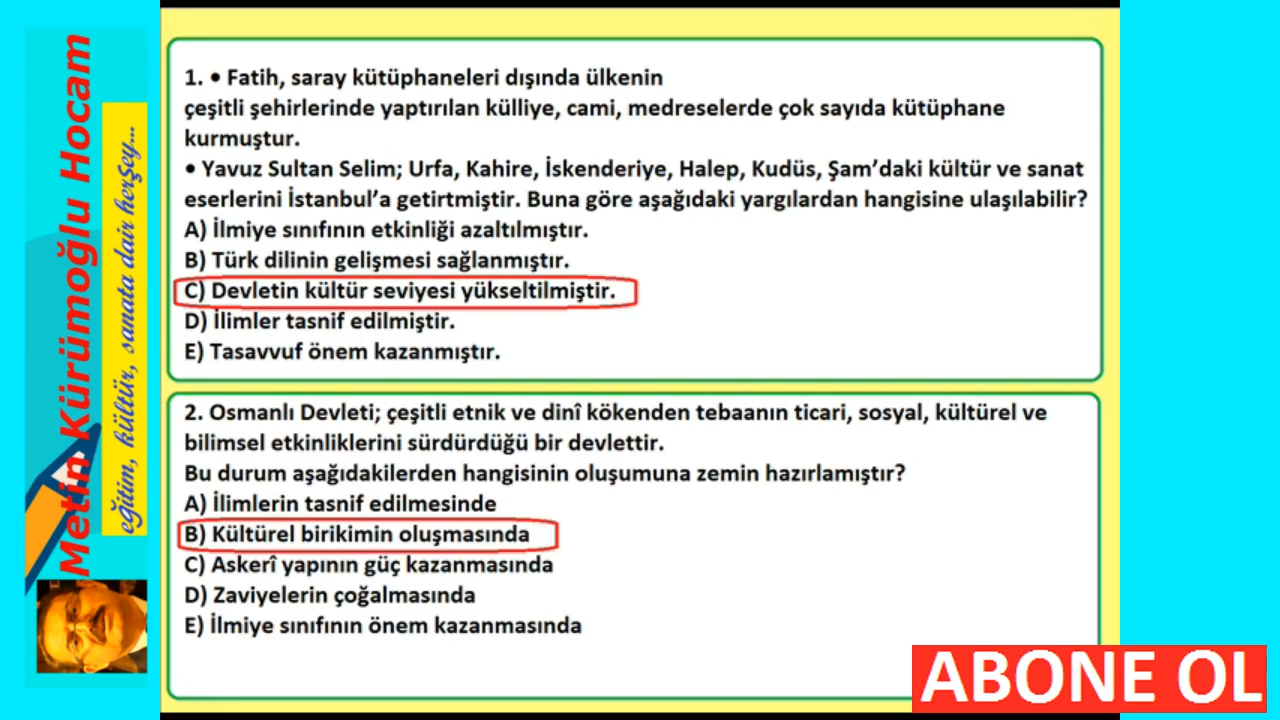 Metin Kürümoğlu Hocam
eğitim, kültür, sanata dair herşey...
1. • Fatih, saray kütüphaneleri dışında ülkenin
çeşitli şehirlerinde yaptırılan külliye, cami, medreselerde çok sayıda kütüphane
kurmuştur.
• Yavuz Sultan Selim; Urfa, Kahire, İskenderiye, Halep, Kudüs, Şam’daki kültür ve sanat
eserlerini İstanbul’a getirtmiştir. Buna göre aşağıdaki yargılardan hangisine ulaşılabilir?
A) İlmiye sınıfının etkinliği azaltılmıştır.
B) Türk dilinin gelişmesi sağlanmıştır.
C) Devletin kültür seviyesi yükseltilmiştir.
D) İlimler tasnif edilmiştir.
E) Tasavvuf önem kazanmıştır.
2. Osmanlı Devleti; çeşitli etnik ve dinî kökenden tebaanın ticari, sosyal, kültürel ve
bilimsel etkinliklerini sürdürdüğü bir devlettir.
Bu durum aşağıdakilerden hangisinin oluşumuna zemin hazırlamıştır?
A) İlimlerin tasnif edilmesinde
B) Kültürel birikimin oluşmasında
C) Askerî yapının güç kazanmasında
D) Zaviyelerin çoğalmasında
E) İlmiye sınıfının önem kazanmasında
ABONE OL